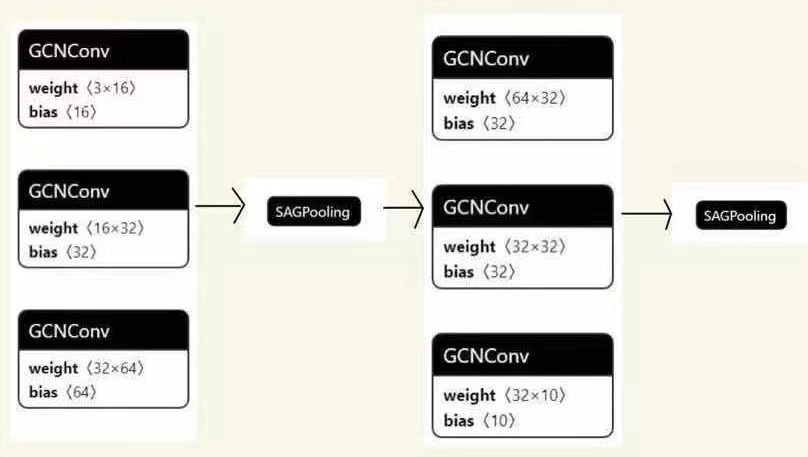 GCNConv
weight〈3×16〉
bias〈16〉
GCNConv
weight〈16×32〉
bias〈32〉
GCNConv
weight〈32×64〉
bias〈64〉
SAGPooling
GCNConv
weight〈64×32〉
bias〈32〉
GCNConv
weight〈32×32〉
bias〈32〉
GCNConv
weight〈32×10〉
bias〈10〉
SAGPooling